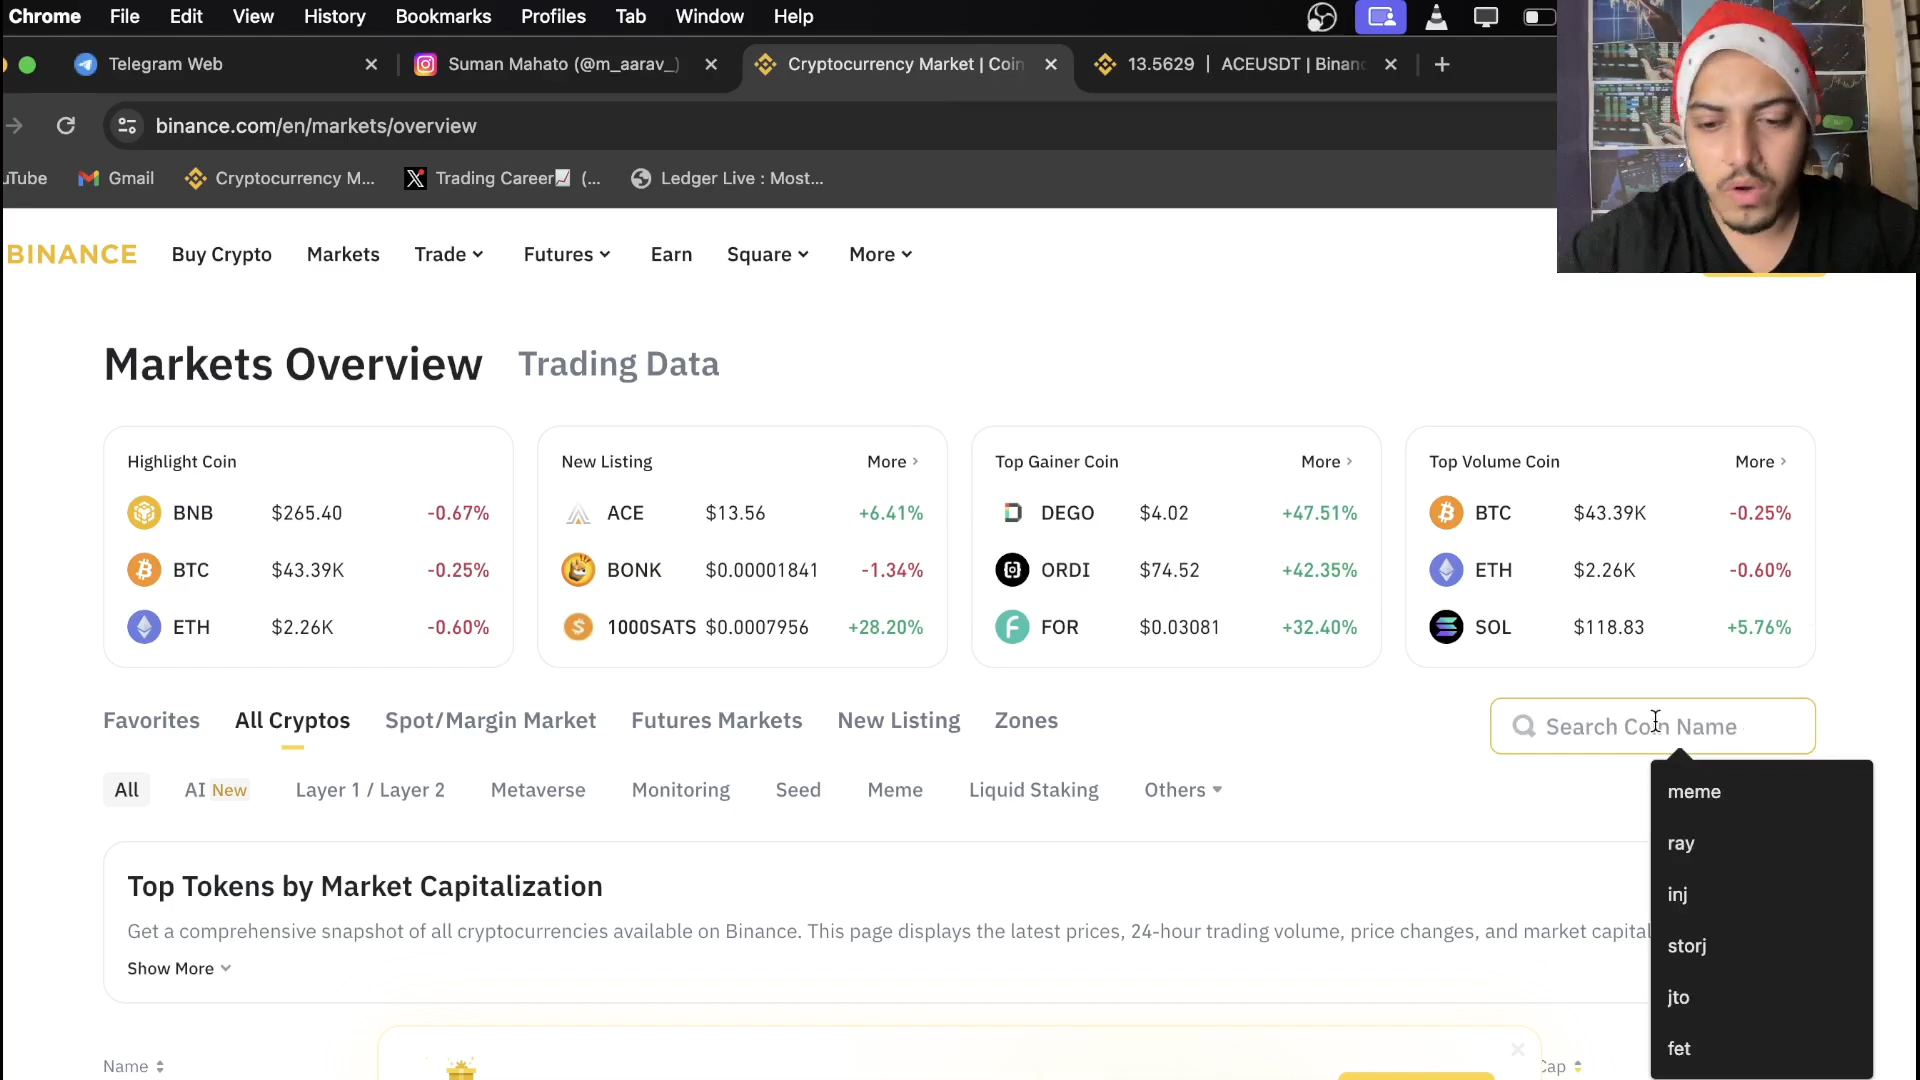 Chrome File Edit View History Bookmarks Profiles Tab Window Help
Telegram Web
Suman Mahato (@m_aarav_)
Cryptocurrency Market | Coin
13.5629 | ACEUSDT | Binan
binance.com/en/markets/overview
uTube Gmail Cryptocurrency M... Trading Career (... Ledger Live : Most...
BINANCE Buy Crypto Markets Trade Futures Earn Square More
Markets Overview Trading Data
Highlight Coin
BNB $265.40 -0.67%
BTC $43.39K -0.25%
ETH $2.26K -0.60%
New Listing More
ACE $13.56 +6.41%
BONK $0.00001841 -1.34%
1000SATS $0.0007956 +28.20%
Top Gainer Coin More
DEGO $4.02 +47.51%
ORDI $74.52 +42.35%
FOR $0.03081 +32.40%
Top Volume Coin More
BTC $43.39K -0.25%
ETH $2.26K -0.60%
SOL $118.83 +5.76%
Favorites All Cryptos Spot/Margin Market Futures Markets New Listing Zones
Search Coin Name
All AI New Layer 1 / Layer 2 Metaverse Monitoring Seed Meme Liquid Staking Others
meme
ray
inj
storj
jto
fet
Top Tokens by Market Capitalization
Get a comprehensive snapshot of all cryptocurrencies available on Binance. This page displays the latest prices, 24-hour trading volume, price changes, and market capital
Show More
Name Cap